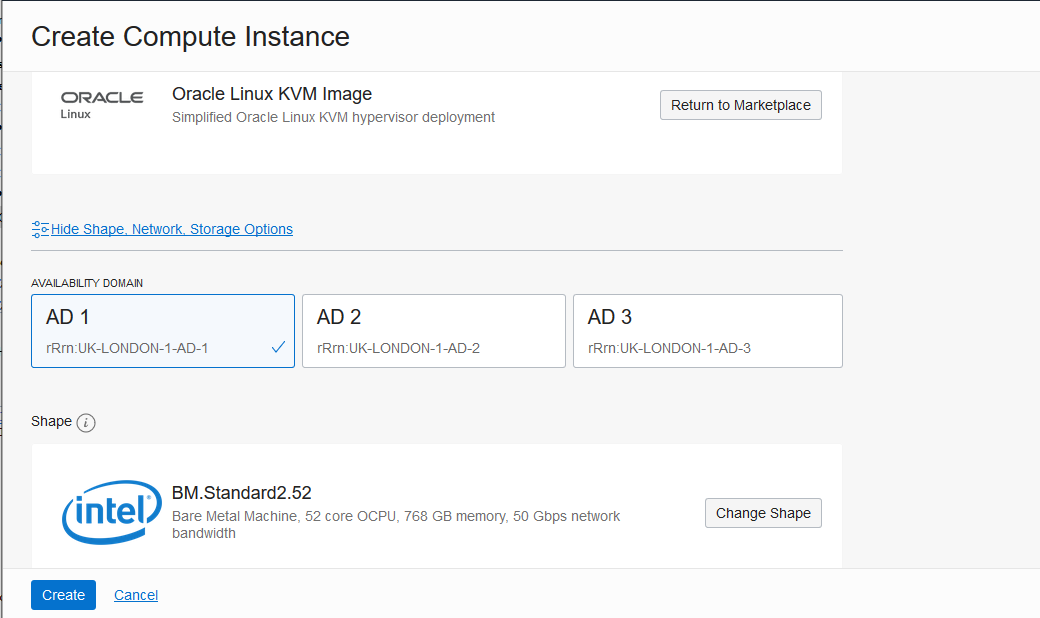 Create Compute Instance
ORACLE
Linux
Oracle Linux KVM Image
Simplified Oracle Linux KVM hypervisor deployment
Return to Marketplace
Hide Shape, Network, Storage Options
AVAILABILITY DOMAIN
AD 1
rRrn:UK-LONDON-1-AD-1
AD 2
rRrn:UK-LONDON-1-AD-2
AD 3
rRrn:UK-LONDON-1-AD-3
Shape i
intel
BM.Standard2.52
Bare Metal Machine, 52 core OCPU, 768 GB memory, 50 Gbps network
bandwidth
Change Shape
Create
Cancel